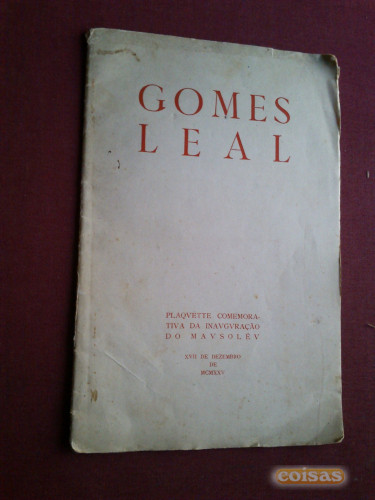 GOMES
LEAL
PLAQVETTE COMEMORA-
TIVA DA INAVGVRAÇÃO
DO MAVSOLÉV
XVII DE DEZEMBRO
DE
MCMXXV
coisas